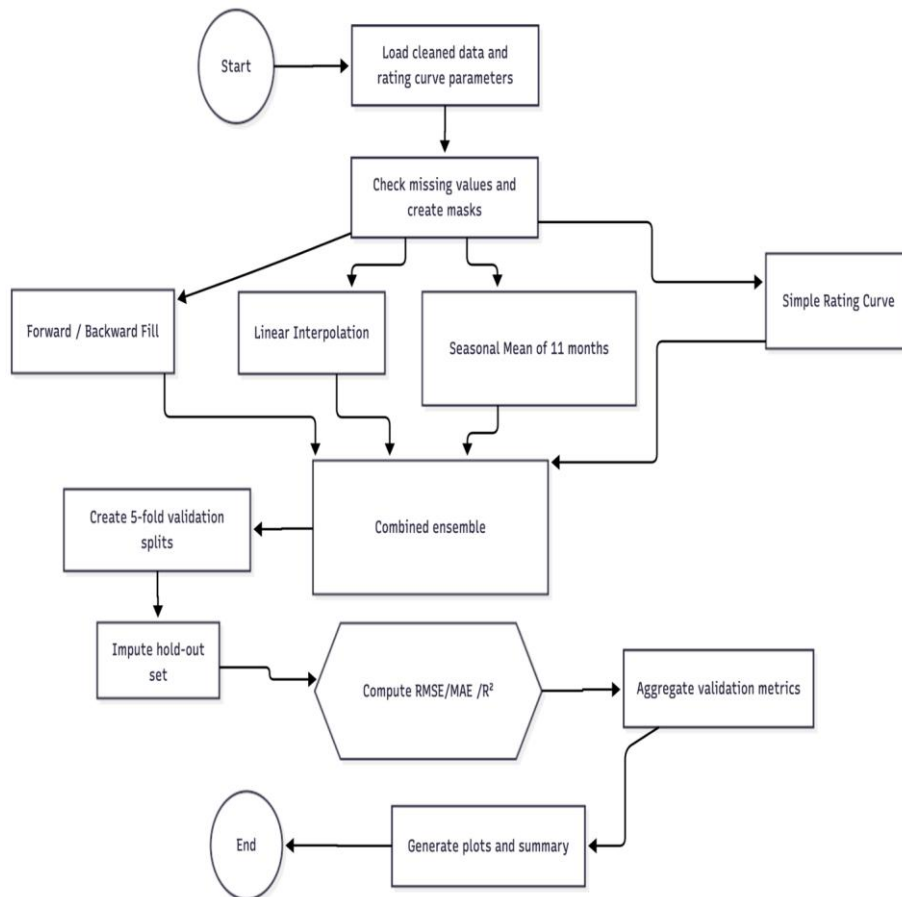 Start
Load cleaned data and
rating curve parameters
Check missing values and
create masks
Forward / Backward Fill
Linear Interpolation
Seasonal Mean of 11 months
Simple Rating Curve
Combined ensemble
Create 5-fold validation
splits
Impute hold-out
set
Compute RMSE/MAE /R²
Aggregate validation metrics
Generate plots and summary
End